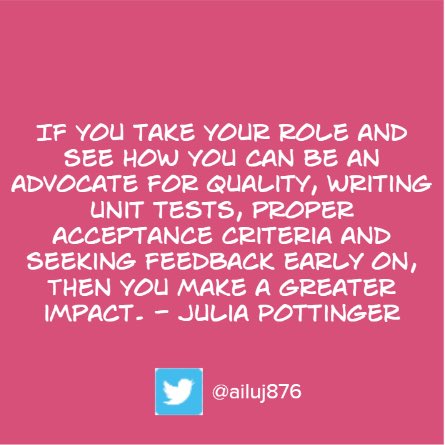 IF YOU TAKE YOUR ROLE AND
SEE HOW YOU CAN BE AN
ADVOCATE FOR QUALITY, WRITING
UNIT TESTS, PROPER
ACCEPTANCE CRITERIA AND
SEEKING FEEDBACK EARLY ON,
THEN YOU MAKE A GREATER
IMPACT. - JULIA POTTINGER
@ailuj876